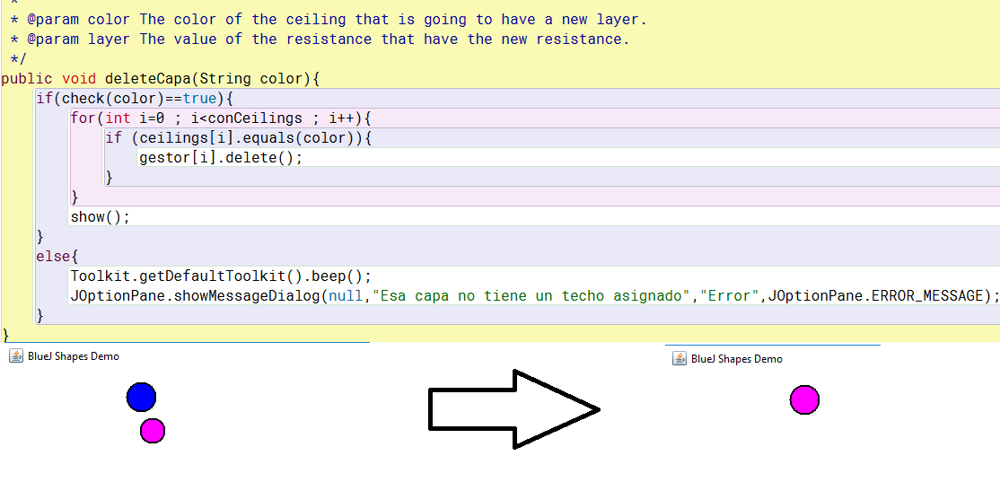 *
* @param color The color of the ceiling that is going to have a new layer.
* @param layer The value of the resistance that have the new resistance.
*/
public void deleteCapa(String color){
if(check(color)==true){
for(int i=0 ; i<conCeilings ; i++){
if (ceilings[i].equals(color)){
gestor[i].delete();
}
}
show();
}
else{
Toolkit.getDefaultToolkit().beep();
JOptionPane.showMessageDialog(null,"Esa capa no tiene un techo asignado","Error",JOptionPane.ERROR_MESSAGE);
}
}
BlueJ Shapes Demo
BlueJ Shapes Demo